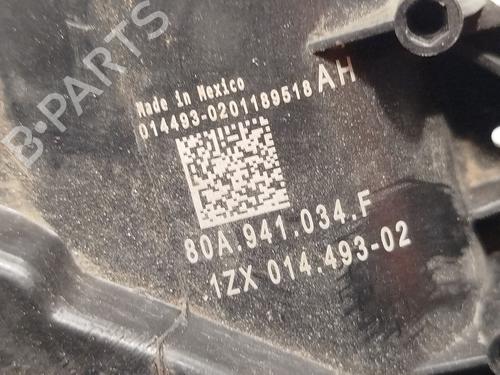 B-PARTS
Made in Mexico
014493-0201189518 AH
80A.941.034.F
.1ZX 014.493-02